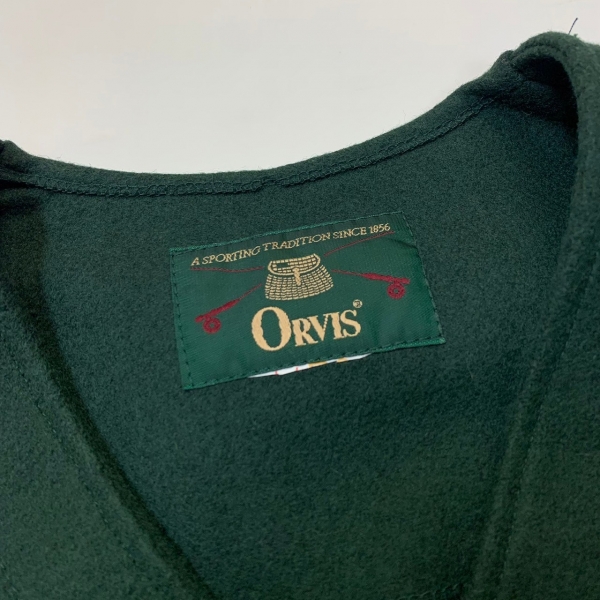 A SPORTING TRADITION SINCE 1856
ORVIS